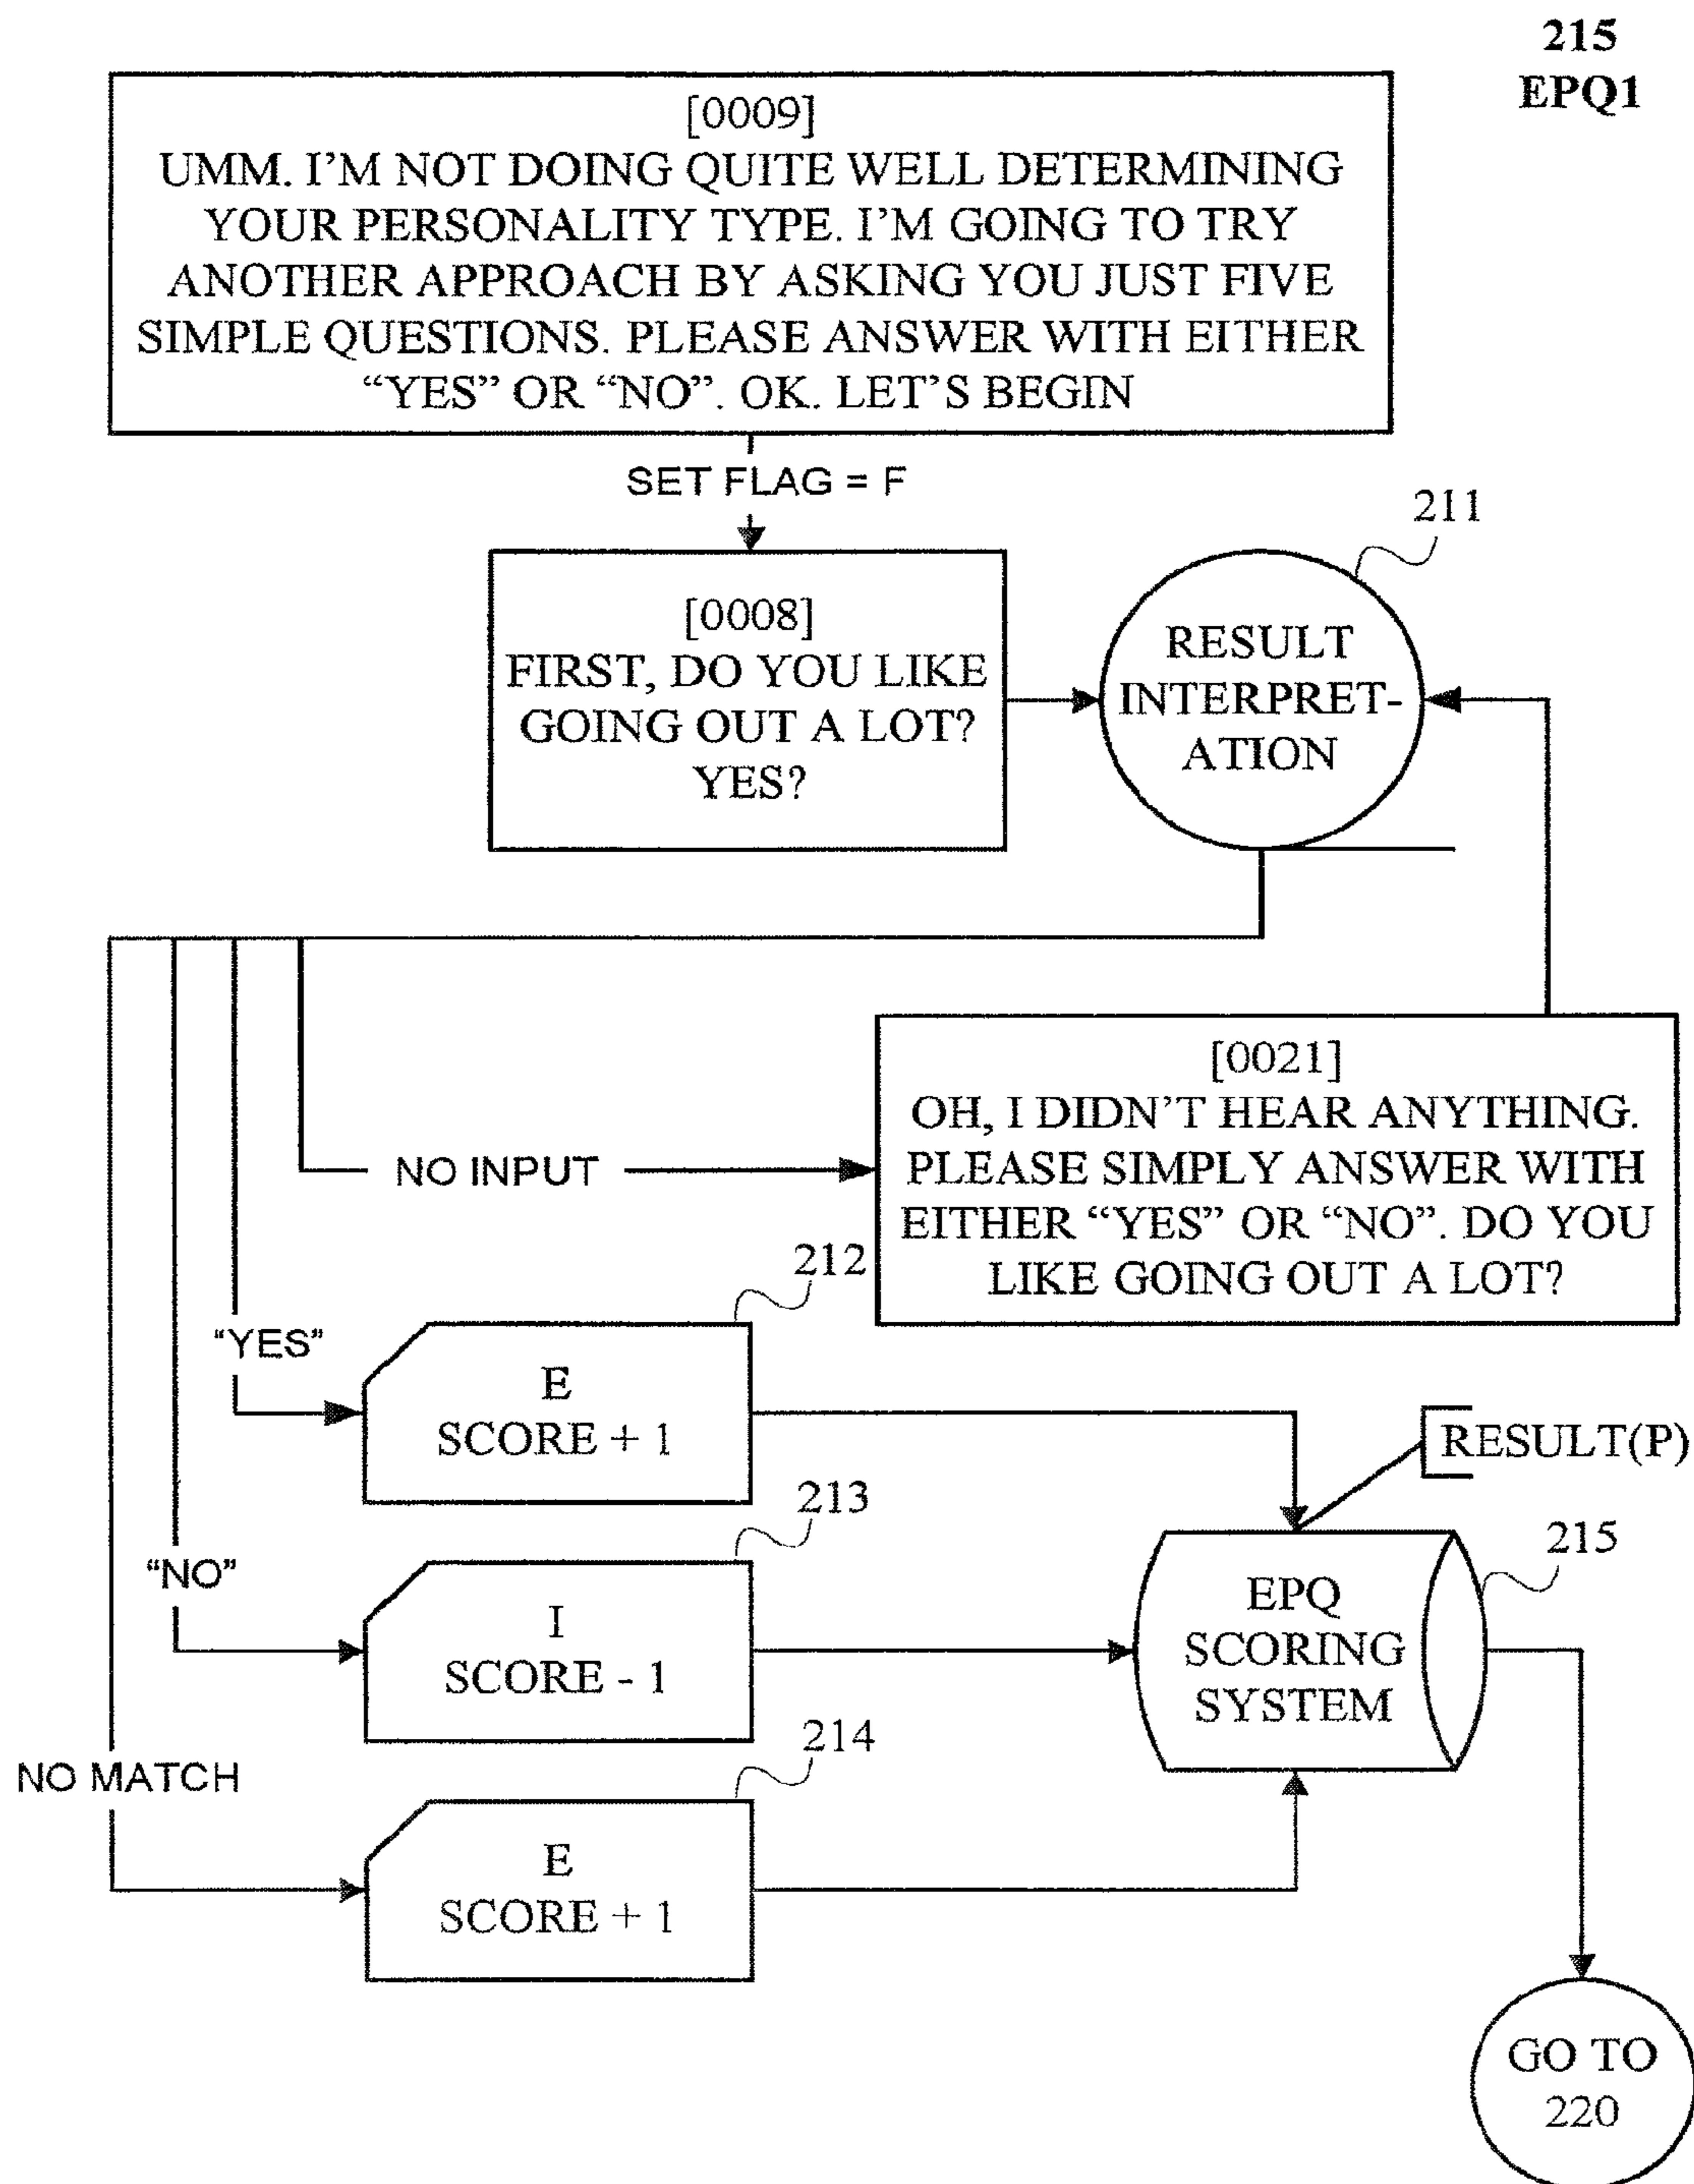 215
EPQ1
[0009]
UMM. I'M NOT DOING QUITE WELL DETERMINING
YOUR PERSONALITY TYPE. I'M GOING TO TRY
ANOTHER APPROACH BY ASKING YOU JUST FIVE
SIMPLE QUESTIONS. PLEASE ANSWER WITH EITHER
“YES” OR “NO”. OK. LET'S BEGIN
SET FLAG = F
211
[0008]
FIRST, DO YOU LIKE
GOING OUT A LOT?
YES?
RESULT
INTERPRET-
ATION
[0021]
OH, I DIDN'T HEAR ANYTHING.
PLEASE SIMPLY ANSWER WITH
EITHER “YES” OR “NO”. DO YOU
LIKE GOING OUT A LOT?
NO INPUT
212
“YES”
E
SCORE + 1
RESULT(P)
213
“NO”
I
SCORE - 1
215
EPQ
SCORING
SYSTEM
214
NO MATCH
E
SCORE + 1
GO TO
220